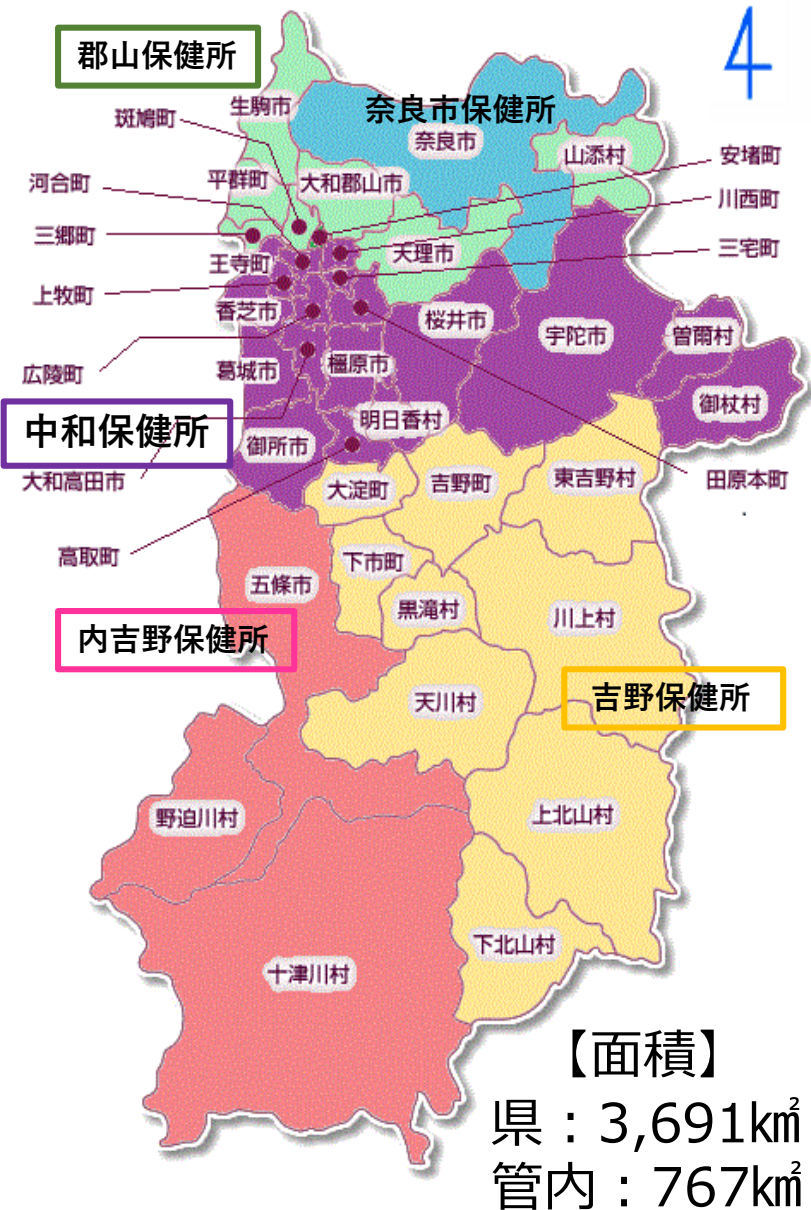 郡山保健所
生駒市
奈良市保健所
斑鳩町
奈良市
山添村
安堵町
河合町
平群町
大和郡山市
川西町
三郷町
王寺町
天理市
三宅町
上牧町
香芝市
桜井市
宇陀市
曽爾村
広陵町
葛城市
橿原市
御杖村
中和保健所
御所市
明日香村
大和高田市
大淀町
吉野町
東吉野村
田原本町
高取町
下市町
五條市
黒滝村
川上村
内吉野保健所
天川村
吉野保健所
野迫川村
上北山村
下北山村
十津川村
【面積】
県：3,691㎢
管内：767㎢